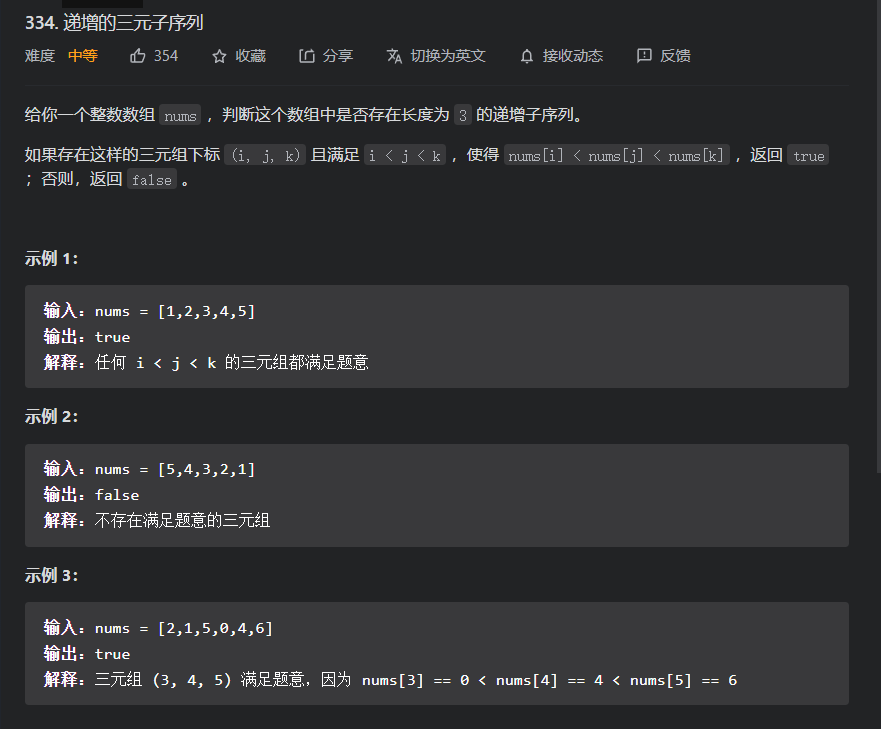 334. 递增的三元子序列
难度 中等 354 收藏 分享 切换为英文 接收动态 反馈
给你一个整数数组 nums ，判断这个数组中是否存在长度为 3 的递增子序列。
如果存在这样的三元组下标 (i, j, k) 且满足 i < j < k ，使得 nums[i] < nums[j] < nums[k] ，返回 true
；否则，返回 false 。
示例 1：
输入：nums = [1,2,3,4,5]
输出：true
解释：任何 i < j < k 的三元组都满足题意
示例 2：
输入：nums = [5,4,3,2,1]
输出：false
解释：不存在满足题意的三元组
示例 3：
输入：nums = [2,1,5,0,4,6]
输出：true
解释：三元组 (3, 4, 5) 满足题意，因为 nums[3] == 0 < nums[4] == 4 < nums[5] == 6